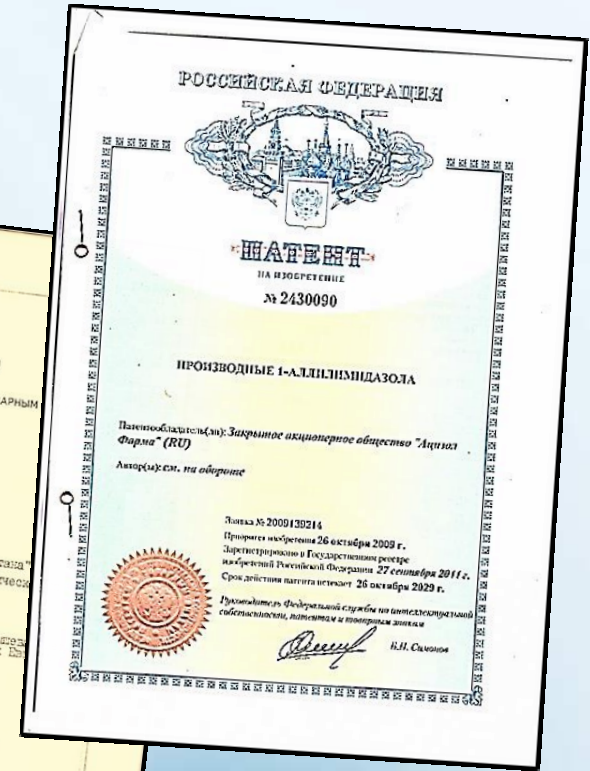 РОССИЙСКАЯ ФЕДЕРАЦИЯ
ПАТЕНТ
НА ИЗОБРЕТЕНИЕ
№ 2430090
ПРОИЗВОДНЫЕ 1-АЛЛИЛИМИДАЗОЛА
Патентообладатель(ли): Закрытое акционерное общество "Ацизол
Фарма" (RU)
Автор(ы): см. на обороте
Заявка № 2009139214
Приоритет изобретения 26 октября 2009 г.
Зарегистрировано в Государственном реестре
изобретений Российской Федерации 27 сентября 2011 г.
Срок действия патента истекает 26 октября 2029 г.
Руководитель Федеральной службы по интеллектуальной
собственности, патентам и товарным знакам
Б.П. Симонов
АРНЫМ